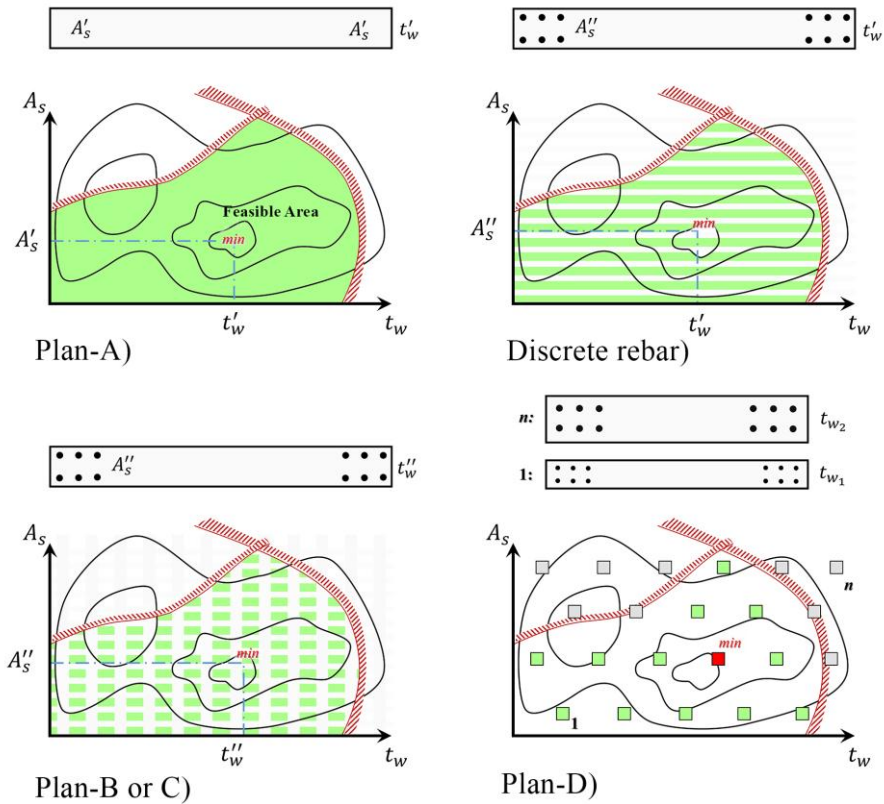 A′ₛ A′ₛ t′w
Aₛ
Feasible Area
A′ₛ min
t′w tw
Plan-A)
A″ₛ t′w
Aₛ
A″ₛ min
t′w tw
Discrete rebar)
A″ₛ t″w
Aₛ
A″ₛ min
t″w tw
Plan-B or C)
n: tw₂
1: tw₁
Aₛ
n
min
1
tw
Plan-D)